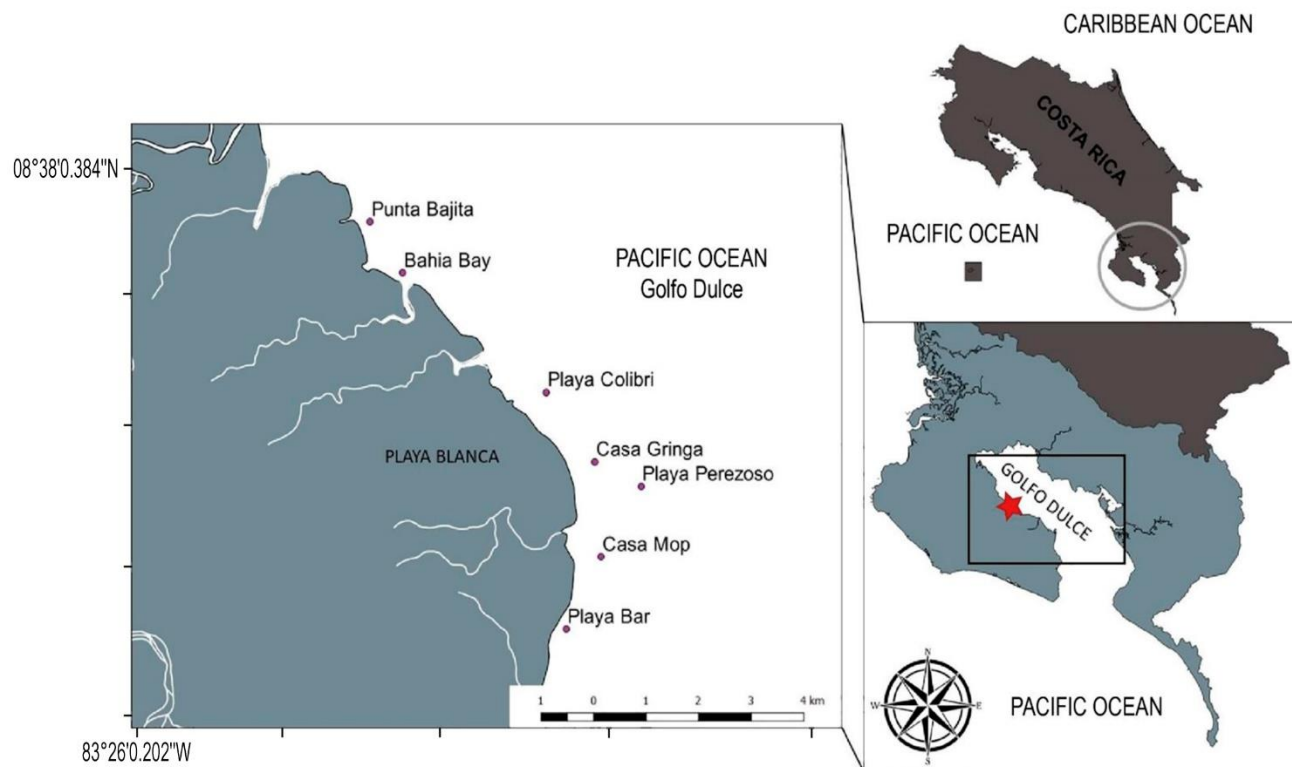 CARIBBEAN OCEAN
COSTA RICA
PACIFIC OCEAN
08°38'0.384"N
Punta Bajita
Bahia Bay
PACIFIC OCEAN
Golfo Dulce
Playa Colibri
PLAYA BLANCA
Casa Gringa
Playa Perezoso
Casa Mop
Playa Bar
1 0 1 2 3 4 km
83°26'0.202"W
GOLFO DULCE
N
W E
S
PACIFIC OCEAN